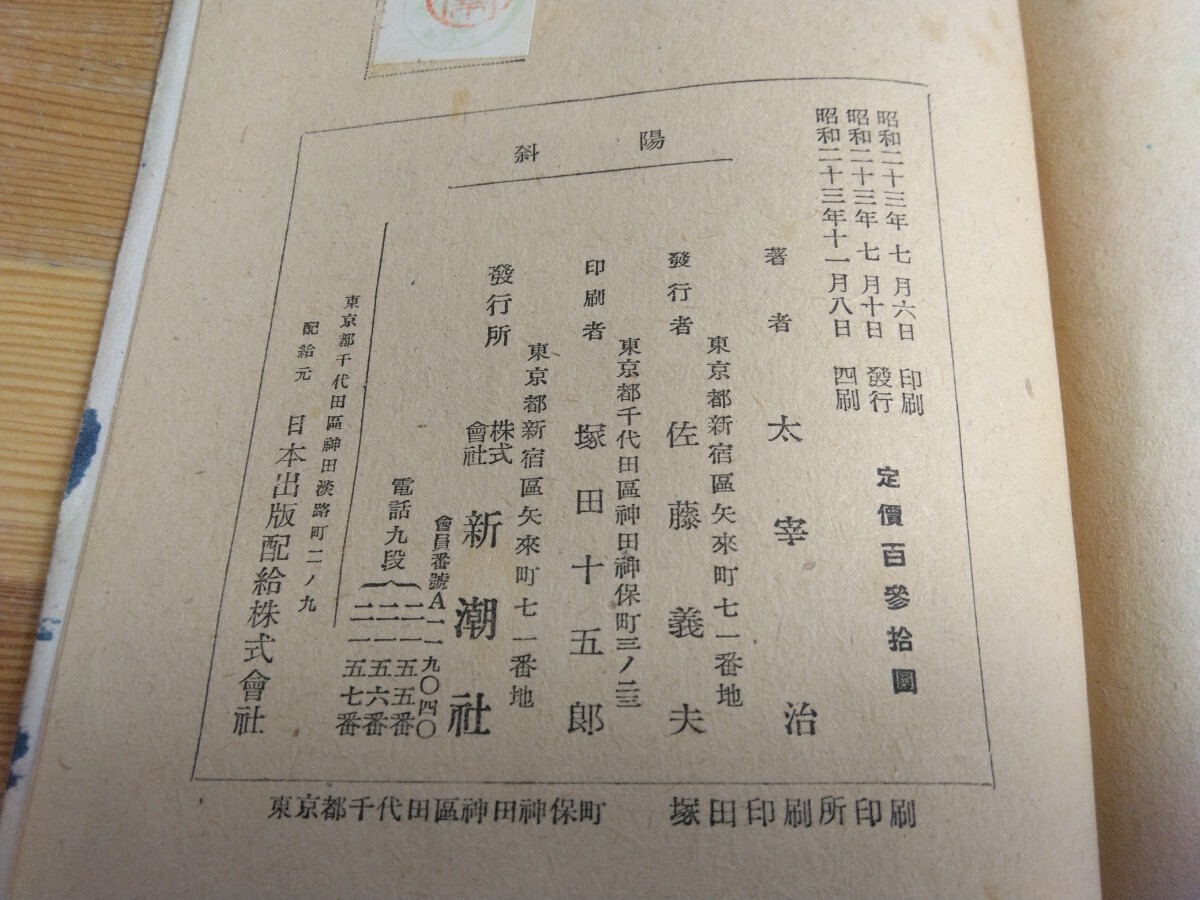 斜陽
昭和二十三年七月六日 印刷
昭和二十三年七月十日 發行
昭和二十三年十一月八日 四刷
定價百參拾圓
著者 太宰治
東京都新宿區矢來町七一番地
發行者 佐藤義夫
東京都千代田區神田神保町三ノ二三
印刷者 塚田十五郎
東京都新宿區矢來町七一番地
發行所 株式會社 新潮社
會員番號A一一九〇四〇
電話九段 二一五五番
二一五六番
二一五七番
東京都千代田區神田淡路町二ノ九
配給元 日本出版配給株式會社
東京都千代田區神田神保町 塚田印刷所印刷